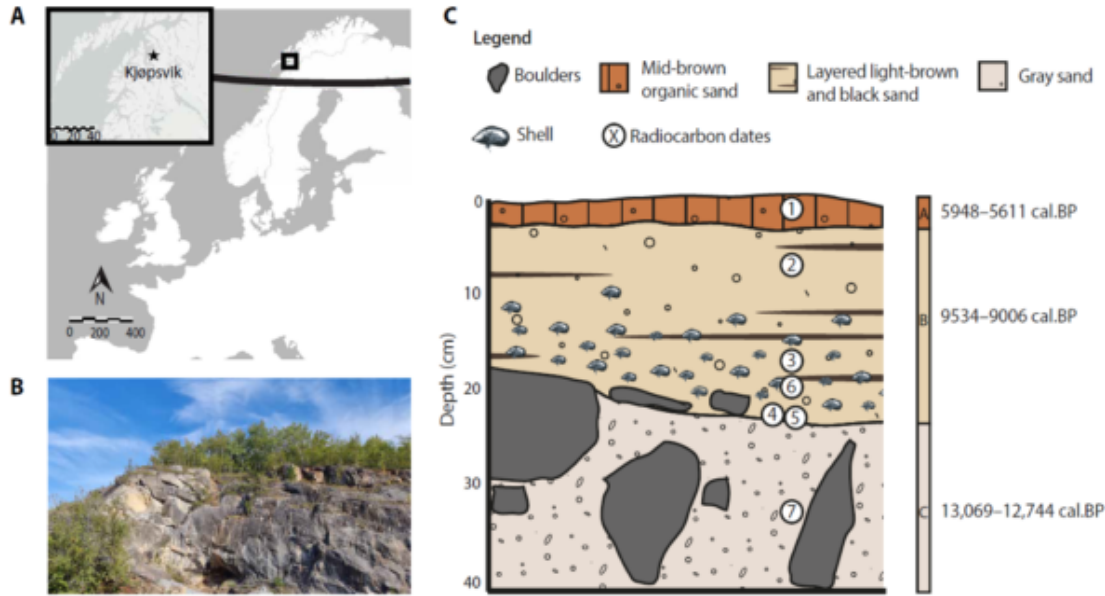 A
Kjøpsvik
0 20 40
N
0 200 400
B
C
Legend
Boulders
Mid-brown
organic sand
Layered light-brown
and black sand
Gray sand
Shell
X Radiocarbon dates
Depth (cm)
0
10
20
30
40
1
2
3
6
4 5
7
A 5948–5611 cal.BP
B 9534–9006 cal.BP
C 13,069–12,744 cal.BP